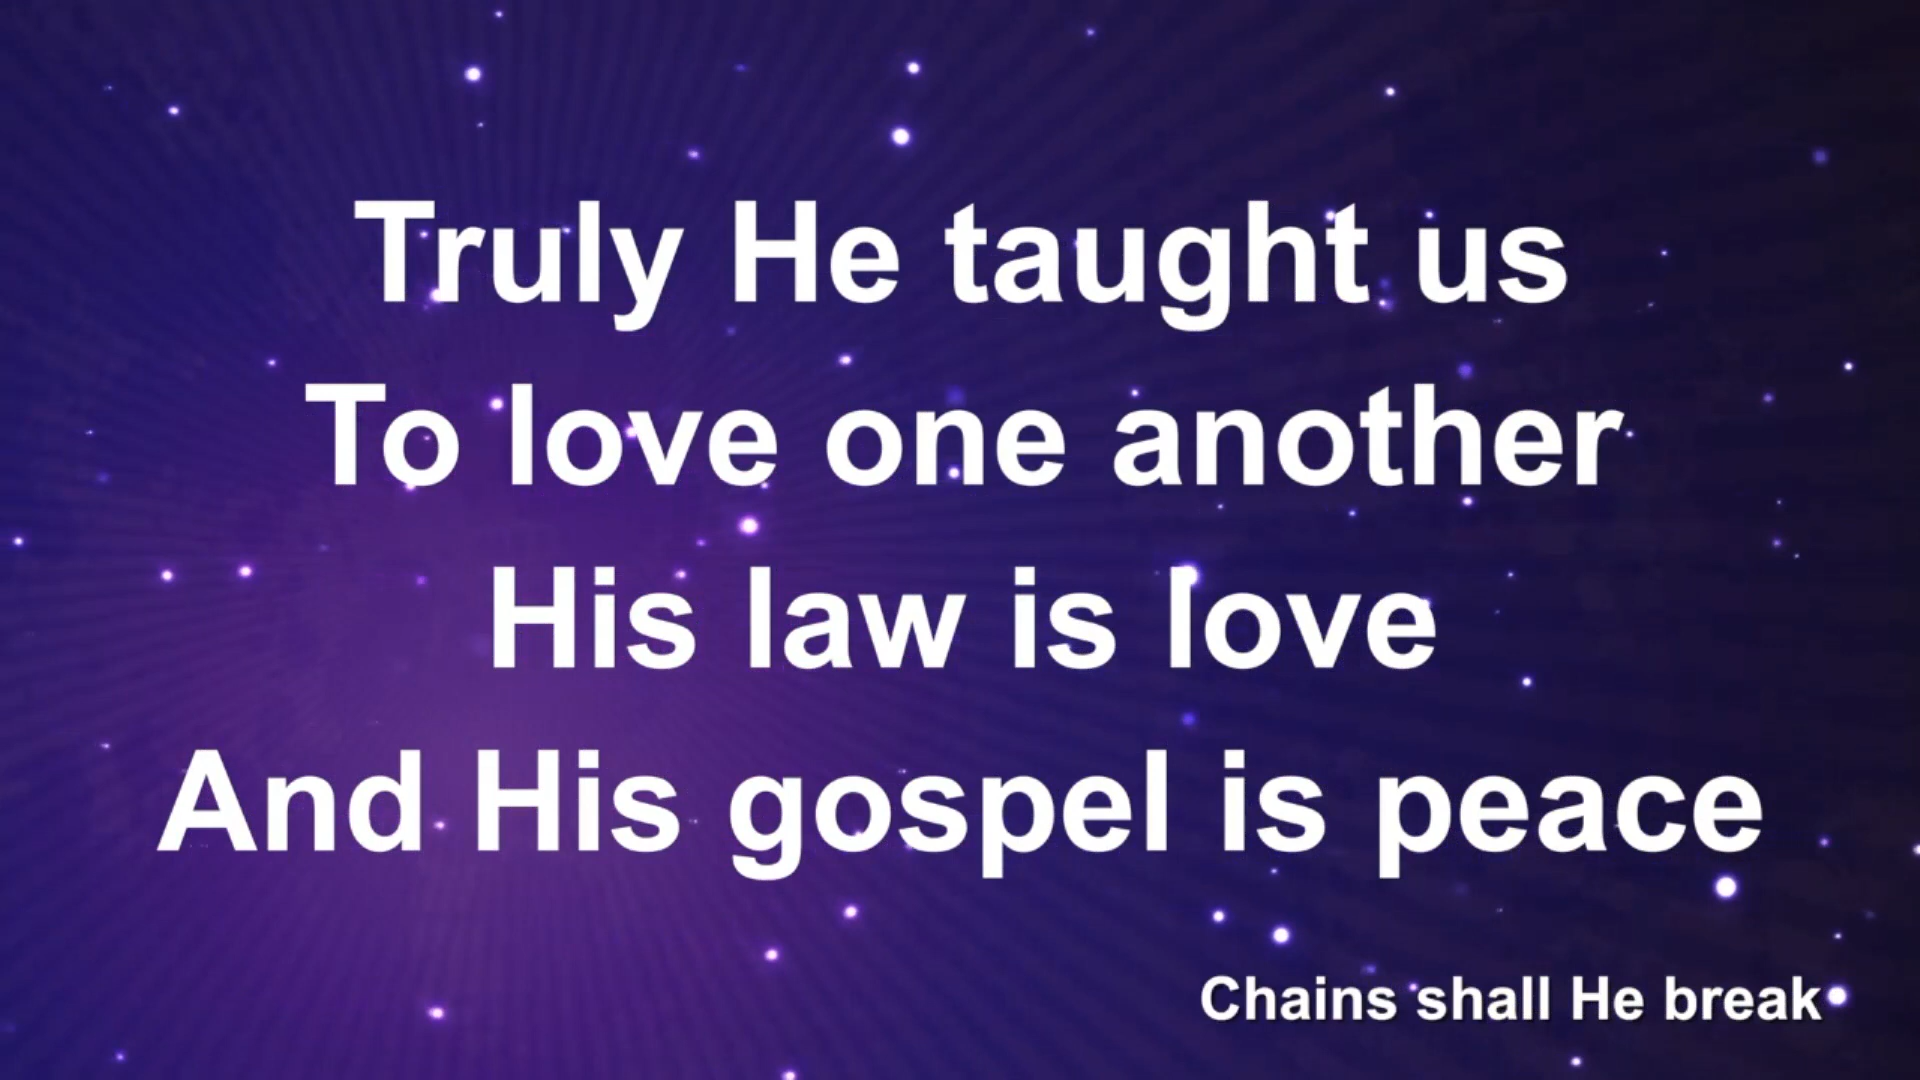 Truly He taught us
To love one another
His law is love
And His gospel is peace
Chains shall He break